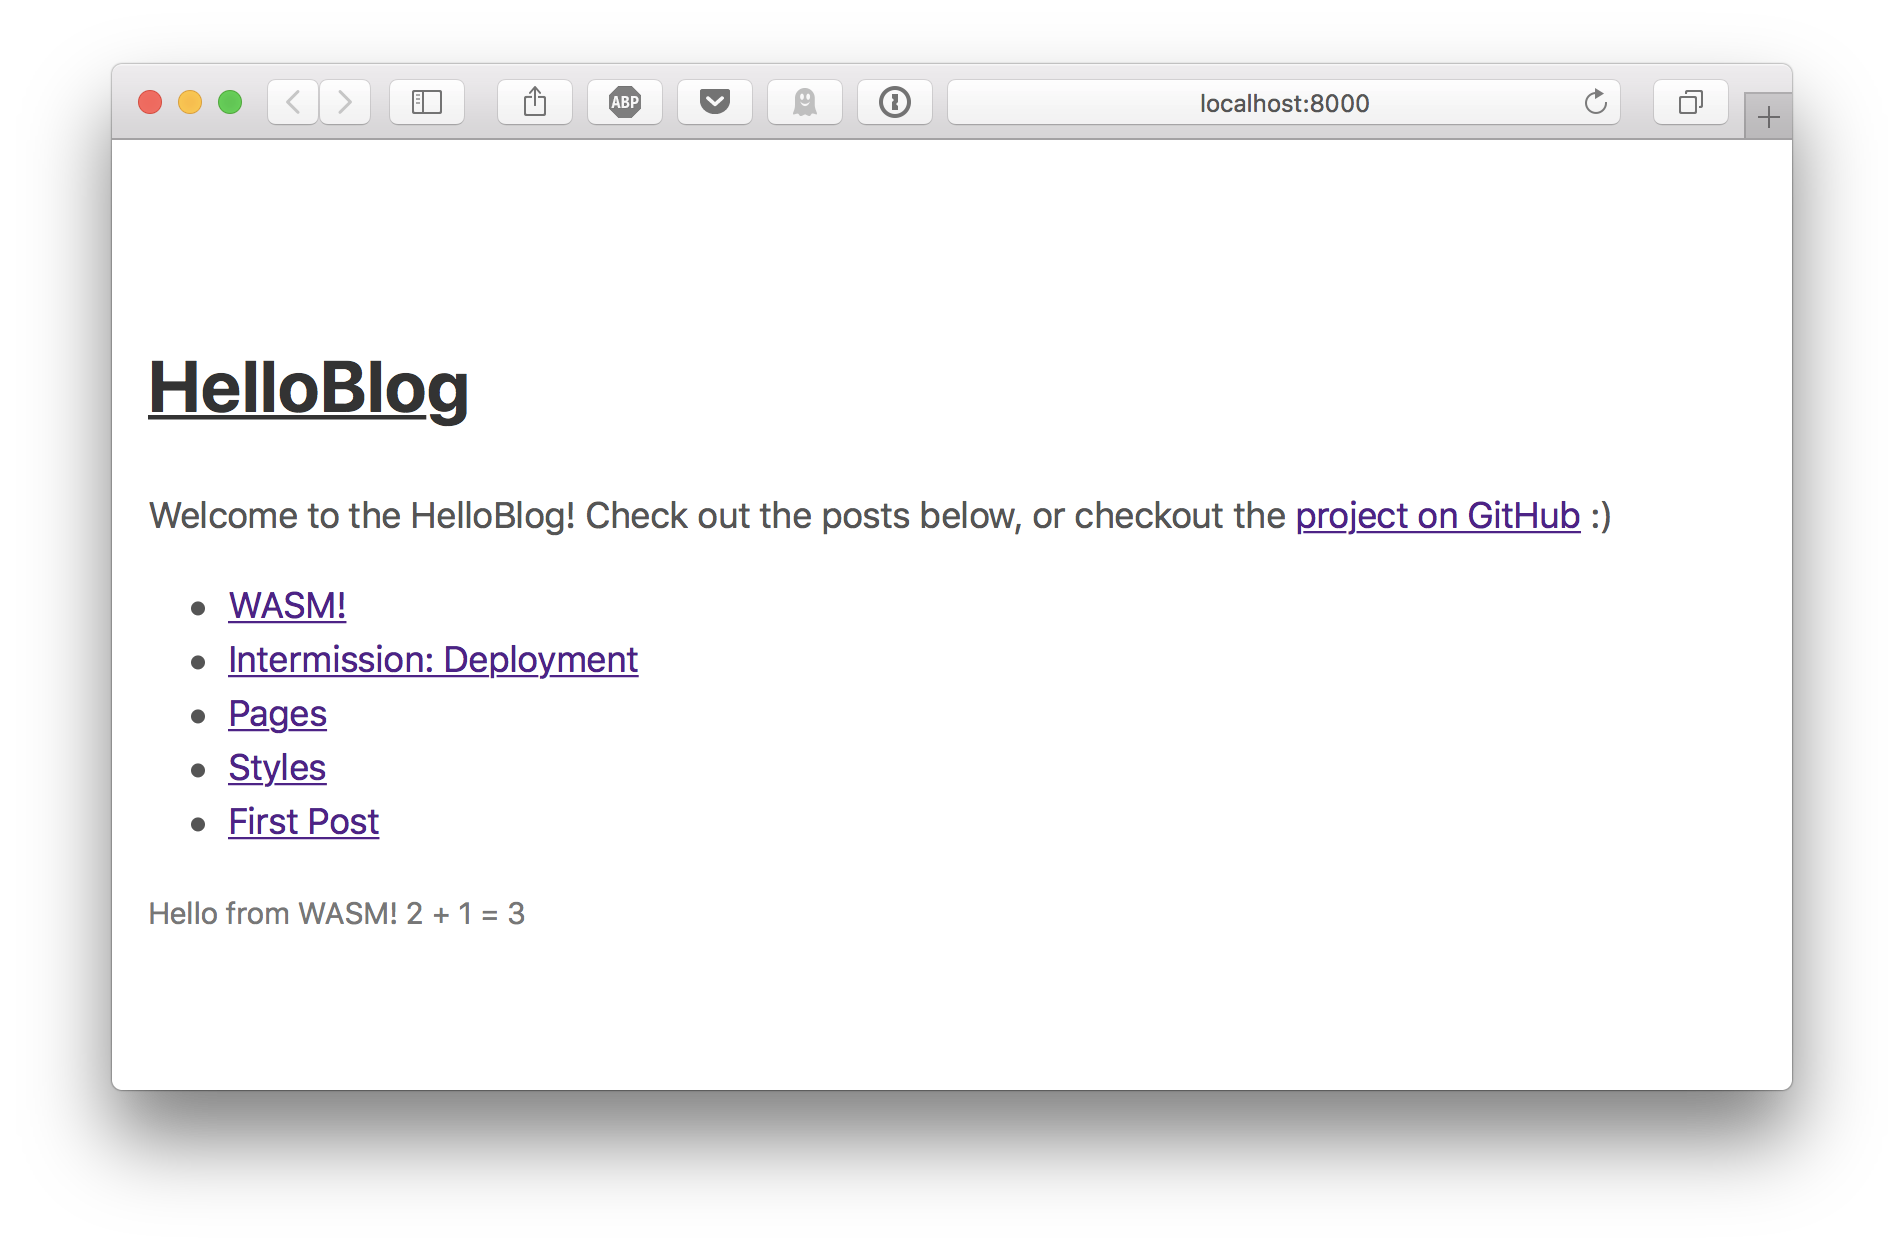 ABP
localhost:8000
HelloBlog
Welcome to the HelloBlog! Check out the posts below, or checkout the project on GitHub :)
WASM!
Intermission: Deployment
Pages
Styles
First Post
Hello from WASM! 2 + 1 = 3